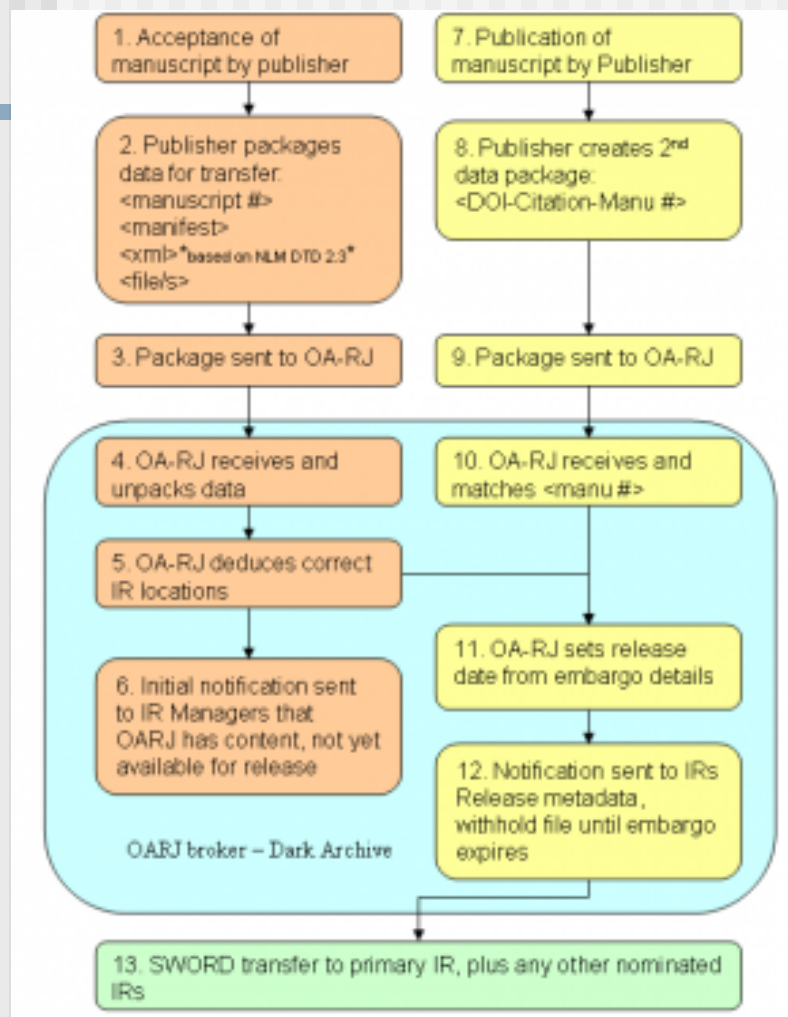 1. Acceptance of
manuscript by publisher
2. Publisher packages
data for transfer:
<manuscript #>
<manifest>
<xml>*based on NLM DTD 2.3*
<file/s>
3. Package sent to OA-RJ
4. OA-RJ receives and
unpacks data
5. OA-RJ deduces correct
IR locations
6. Initial notification sent
to IR Managers that
OARJ has content, not yet
available for release
7. Publication of
manuscript by Publisher
8. Publisher creates 2nd
data package:
<DOI-Citation-Manu #>
9. Package sent to OA-RJ
10. OA-RJ receives and
matches <manu #>
11. OA-RJ sets release
date from embargo details
12. Notification sent to IRs
Release metadata,
withhold file until embargo
expires
OARJ broker – Dark Archive
13. SWORD transfer to primary IR, plus any other nominated
IRs